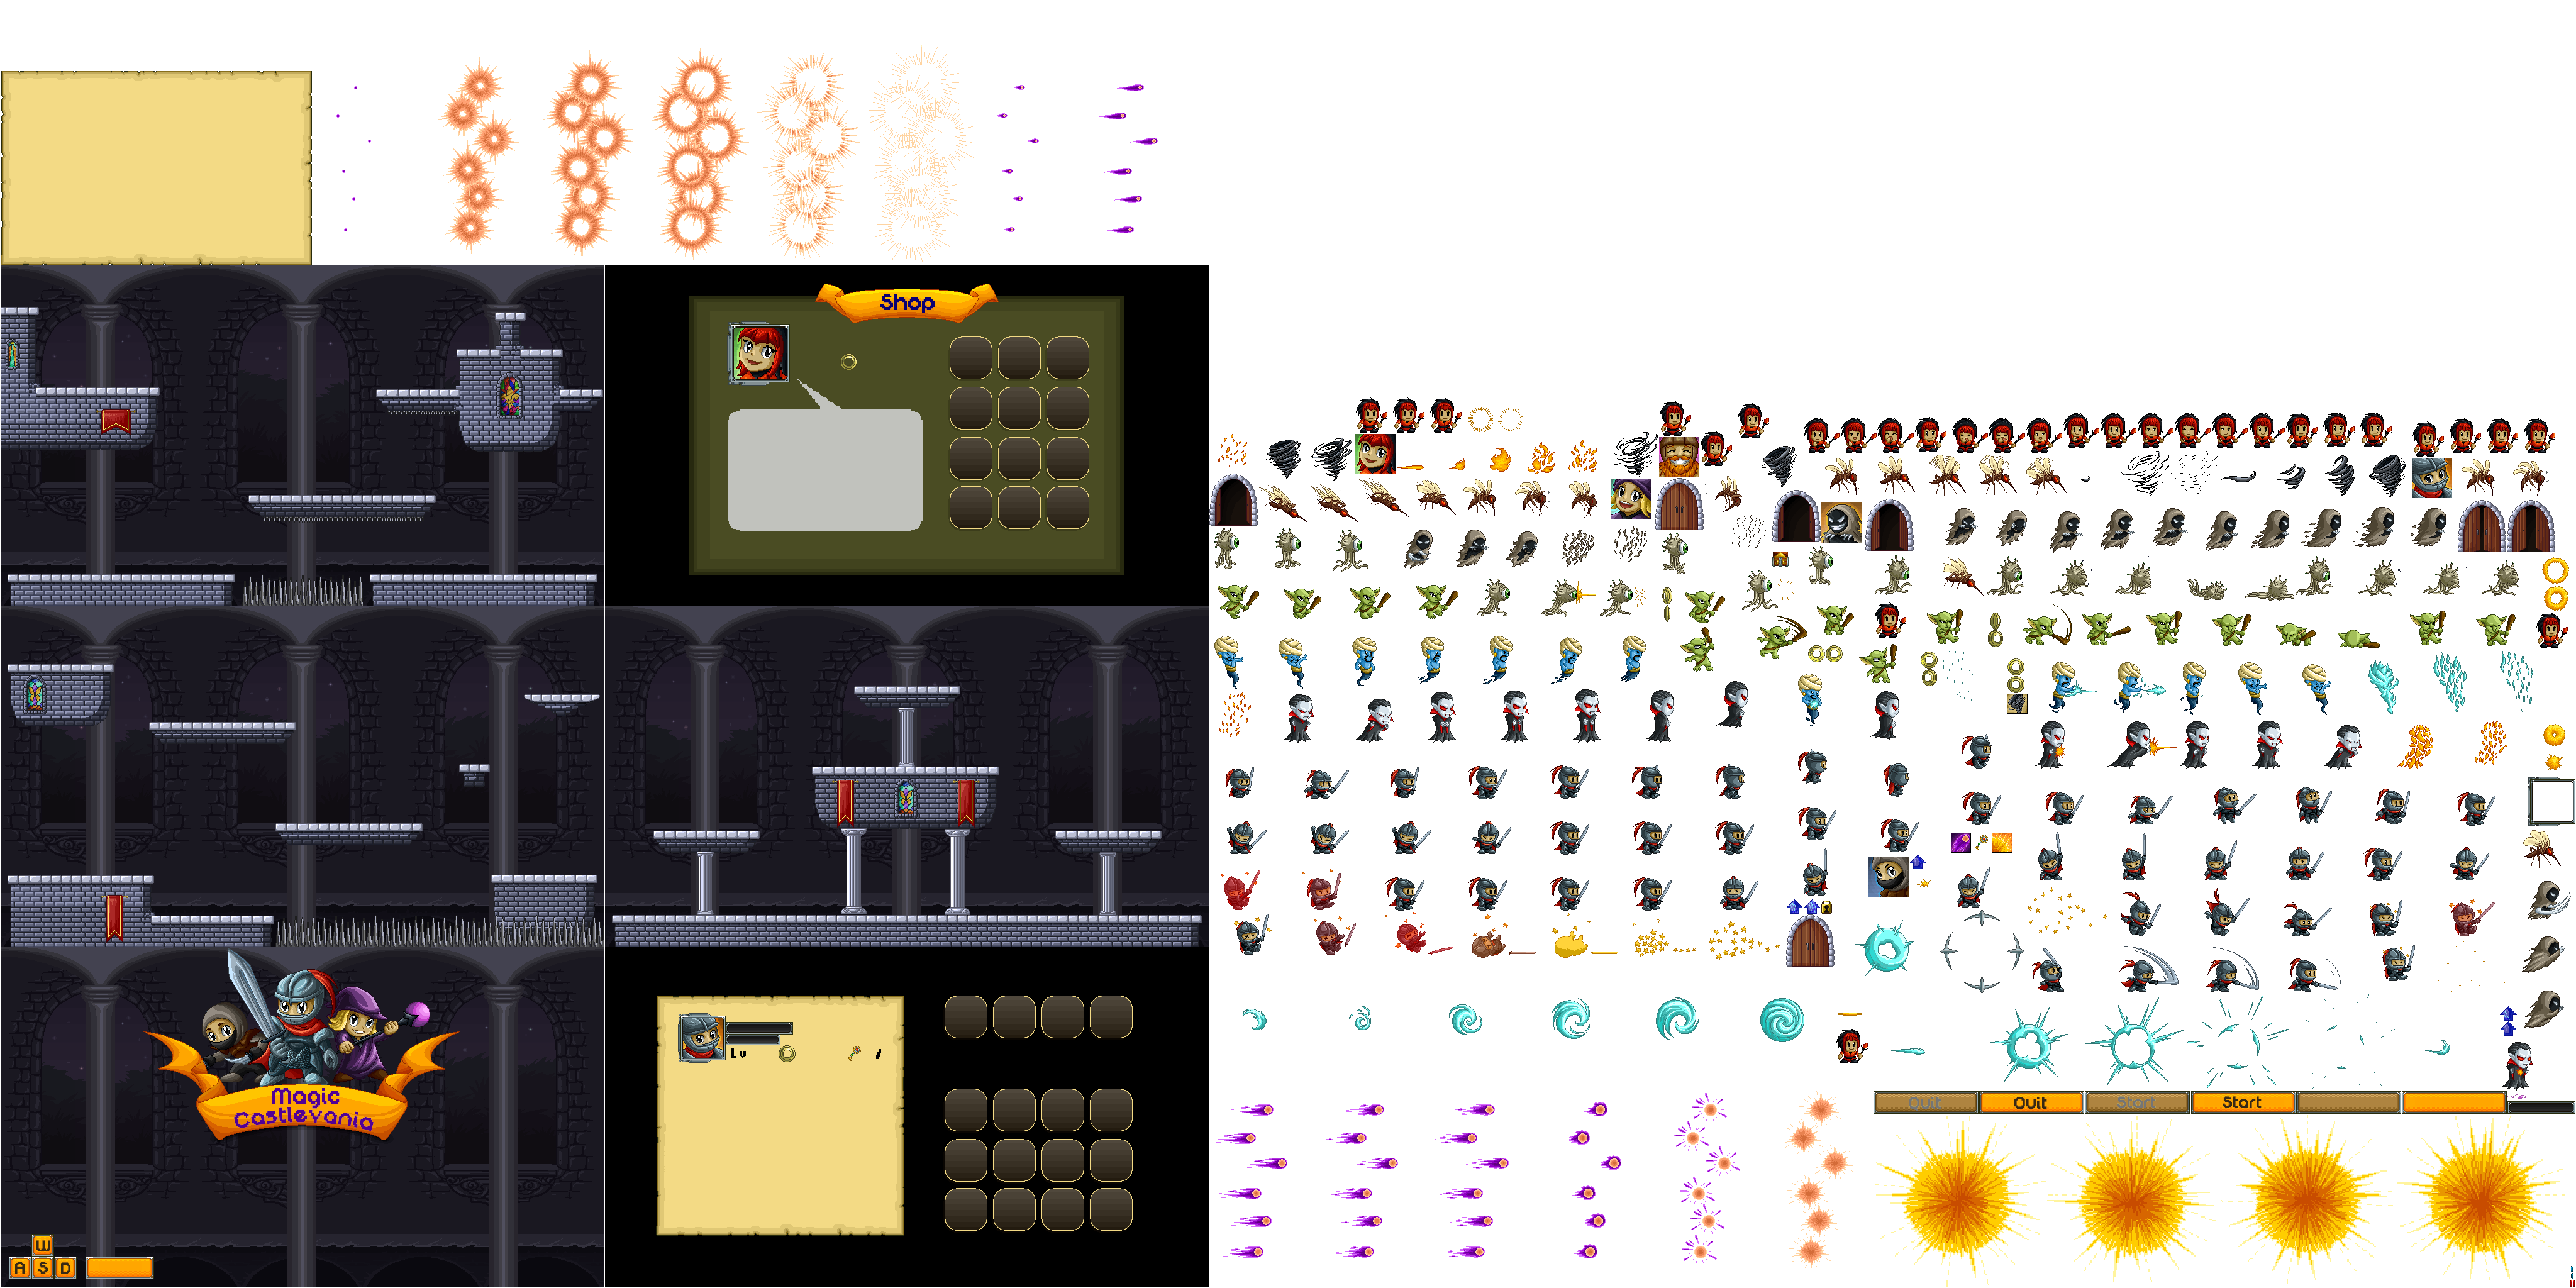 Shop
Magic
Castlevania
W
A S D
Lv /
Quit Quit Start Start